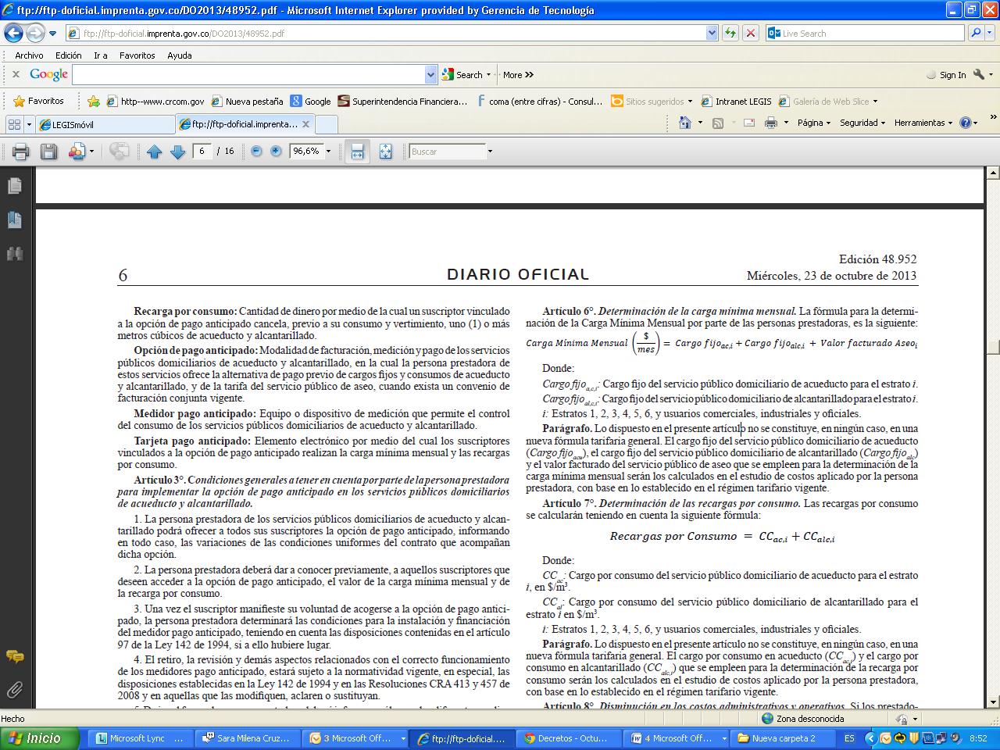 ftp://ftp-doficial.imprenta.gov.co/DO2013/48952.pdf - Microsoft Internet Explorer provided by Gerencia de Tecnología
ftp://ftp-doficial.imprenta.gov.co/DO2013/48952.pdf
Live Search
Archivo Edición Ir a Favoritos Ayuda
Google Search More >> Sign In
Favoritos http--www.crcom.gov Nueva pestaña Google Superintendencia Financiera... coma (entre cifras) - Consul... Sitios sugeridos Intranet LEGIS Galería de Web Slice
LEGISmóvil ftp://ftp-doficial.imprenta... Página Seguridad Herramientas
6 / 16 96,6% Buscar
Edición 48.952
6 DIARIO OFICIAL Miércoles, 23 de octubre de 2013
Recarga por consumo: Cantidad de dinero por medio de la cual un suscriptor vinculado
a la opción de pago anticipado cancela, previo a su consumo y vertimiento, uno (1) o más
metros cúbicos de acueducto y alcantarillado.
Opción de pago anticipado: Modalidad de facturación, medición y pago de los servicios
públicos domiciliarios de acueducto y alcantarillado, en la cual la persona prestadora de
estos servicios ofrece la alternativa de pago previo de cargos fijos y consumos de acueducto
y alcantarillado, y de la tarifa del servicio público de aseo, cuando exista un convenio de
facturación conjunta vigente.
Medidor pago anticipado: Equipo o dispositivo de medición que permite el control
del consumo de los servicios públicos domiciliarios de acueducto y alcantarillado.
Tarjeta pago anticipado: Elemento electrónico por medio del cual los suscriptores
vinculados a la opción de pago anticipado realizan la carga mínima mensual y las recargas
por consumo.
Artículo 3°. Condiciones generales a tener en cuenta por parte de la persona prestadora
para implementar la opción de pago anticipado en los servicios públicos domiciliarios
de acueducto y alcantarillado.
1. La persona prestadora de los servicios públicos domiciliarios de acueducto y alcan-
tarillado podrá ofrecer a todos sus suscriptores la opción de pago anticipado, informando
en todo caso, las variaciones de las condiciones uniformes del contrato que acompañan
dicha opción.
2. La persona prestadora deberá dar a conocer previamente, a aquellos suscriptores que
deseen acceder a la opción de pago anticipado, el valor de la carga mínima mensual y de
la recarga por consumo.
3. Una vez el suscriptor manifieste su voluntad de acogerse a la opción de pago antici-
pado, la persona prestadora determinará las condiciones para la instalación y financiación
del medidor pago anticipado, teniendo en cuenta las disposiciones contenidas en el artículo
97 de la Ley 142 de 1994, si a ello hubiere lugar.
4. El retiro, la revisión y demás aspectos relacionados con el correcto funcionamiento
de los medidores pago anticipado, estará sujeto a la normatividad vigente, en especial, las
disposiciones establecidas en la Ley 142 de 1994 y en las Resoluciones CRA 413 y 457 de
2008 y en aquellas que las modifiquen, aclaren o sustituyan.
Artículo 6°. Determinación de la carga mínima mensual. La fórmula para la determi-
nación de la Carga Mínima Mensual por parte de las personas prestadoras, es la siguiente:
Carga Mínima Mensual ($/mes) = Cargo fijo ac,i + Cargo fijo alc,i + Valor facturado Aseo i
Donde:
Cargo fijo a,c,i: Cargo fijo del servicio público domiciliario de acueducto para el estrato i.
Cargo fijo al,c,i: Cargo fijo del servicio público domiciliario de alcantarillado para el estrato i.
i: Estratos 1, 2, 3, 4, 5, 6, y usuarios comerciales, industriales y oficiales.
Parágrafo. Lo dispuesto en el presente artículo no se constituye, en ningún caso, en una
nueva fórmula tarifaria general. El cargo fijo del servicio público domiciliario de acueducto
(Cargo fijo acu), el cargo fijo del servicio público domiciliario de alcantarillado (Cargo fijo alc)
y el valor facturado del servicio público de aseo que se empleen para la determinación de la
carga mínima mensual serán los calculados en el estudio de costos aplicado por la persona
prestadora, con base en lo establecido en el régimen tarifario vigente.
Artículo 7°. Determinación de las recargas por consumo. Las recargas por consumo
se calcularán teniendo en cuenta la siguiente fórmula:
Recargas por Consumo = CC ac,i + CC alc,i
Donde:
CC ac: Cargo por consumo del servicio público domiciliario de acueducto para el estrato
i, en $/m³.
CC al: Cargo por consumo del servicio público domiciliario de alcantarillado para el
estrato i en $/m³.
i: Estratos 1, 2, 3, 4, 5, 6, y usuarios comerciales, industriales y oficiales.
Parágrafo. Lo dispuesto en el presente artículo no se constituye, en ningún caso, en una
nueva fórmula tarifaria general. El cargo por consumo en acueducto (CC ac,i) y el cargo por
consumo en alcantarillado (CC alc,i) que se empleen para la determinación de la recarga por
consumo serán los calculados en el estudio de costos aplicado por la persona prestadora,
con base en lo establecido en el régimen tarifario vigente.
Artículo 8°. Disminución en los costos administrativos y operativos. Si los prestado-
Hecho Zona desconocida
Inicio Microsoft Lync Sara Milena Cruz... 3 Microsoft Off... ftp://ftp-doficial.... Decretos - Octu... 4 Microsoft Off... Nueva carpeta 2 ES 8:52